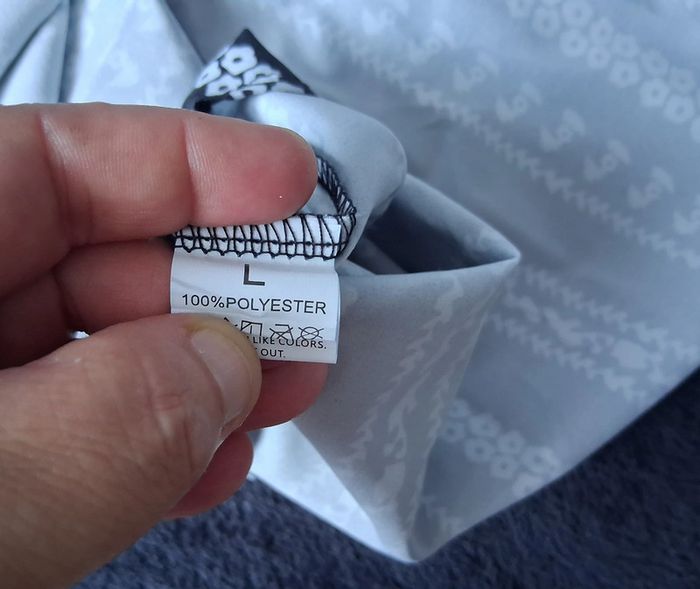 L
100%POLYESTER
LIKE COLORS.
OUT.